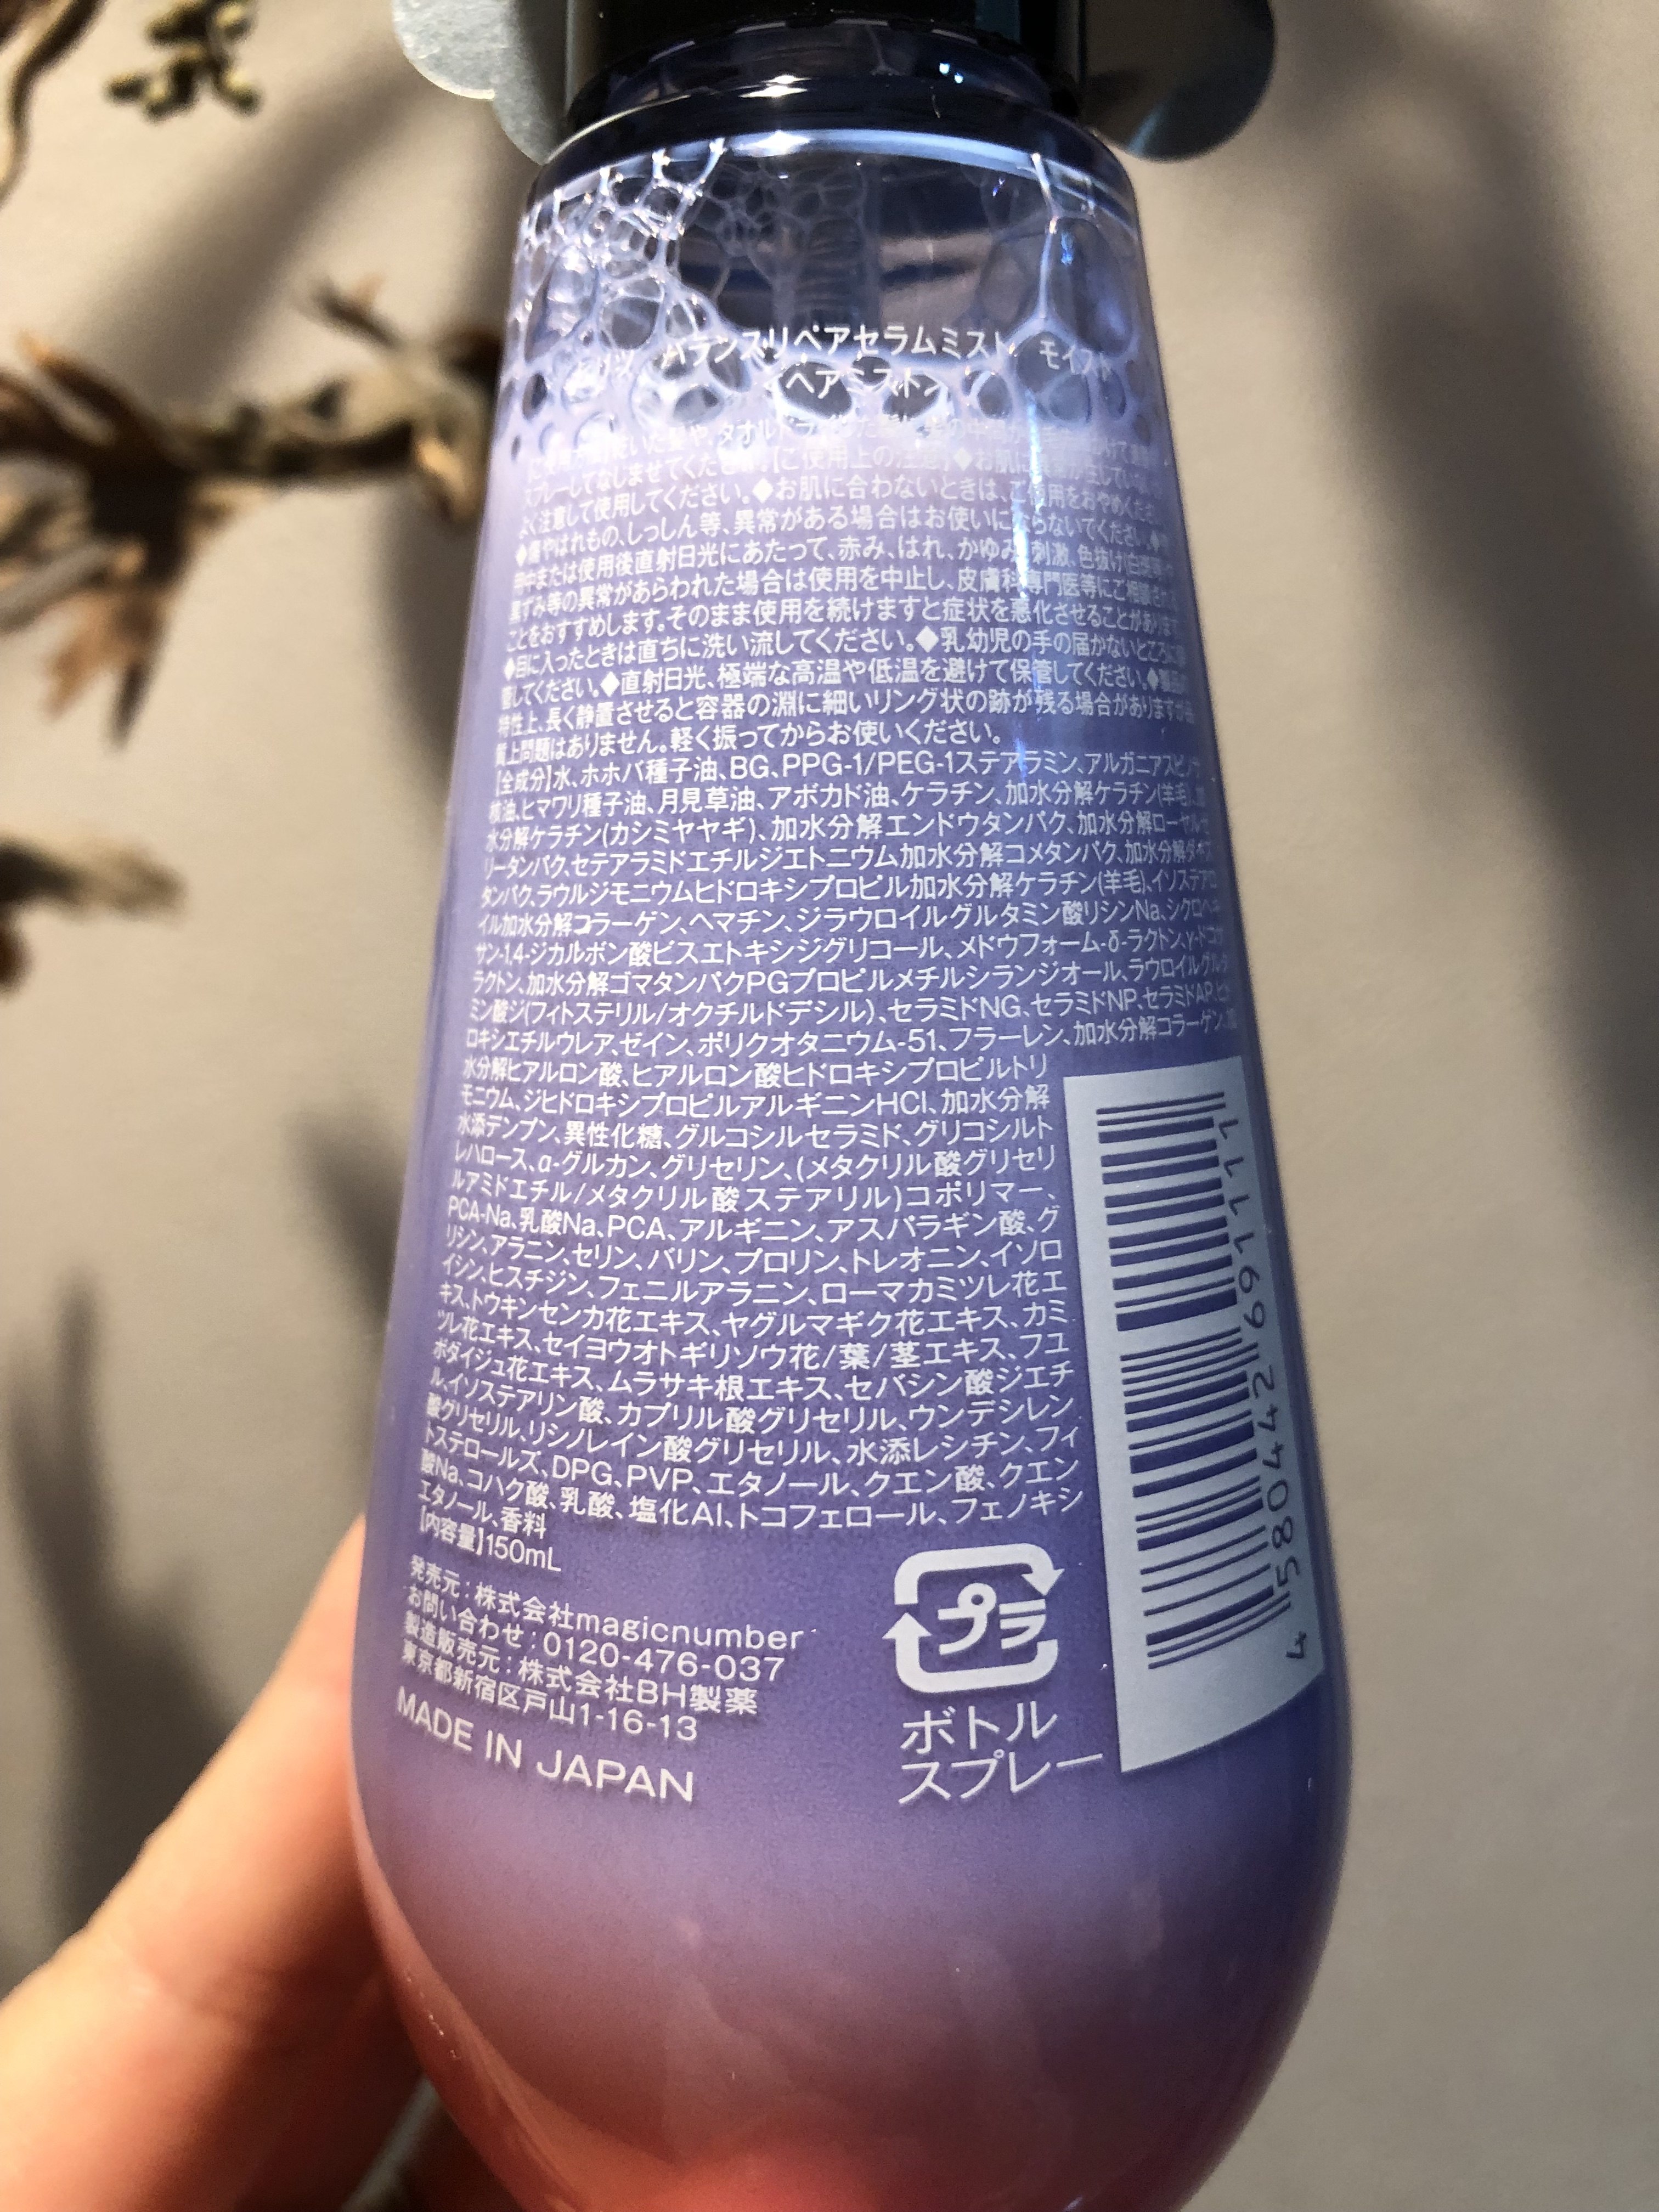 バランスリペアセラムミスト モイスト
ヘアミスト
タオルドライ
スプレーしてなじませてください。【ご使用上の注意】◆お肌に
よく注意して使用してください。◆お肌に合わないときは、ご使用をおやめくださ
◆傷やはれもの、しっしん等、異常がある場合はお使いにならないでください。
用中または使用後直射日光にあたって、赤み、はれ、かゆみ、刺激、色抜け(白斑等)や
黒ずみ等の異常があらわれた場合は使用を中止し、皮膚科専門医等にご相談される
ことをおすすめします。そのまま使用を続けますと症状を悪化させることがあります。
◆目に入ったときは直ちに洗い流してください。◆乳幼児の手の届かないところに保
管してください。◆直射日光、極端な高温や低温を避けて保管してください。◆製品の
特性上、長く静置させると容器の淵に細いリング状の跡が残る場合がありますが品
質上問題はありません。軽く振ってからお使いください。
【全成分】水、ホホバ種子油、BG、PPG-1/PEG-1ステアラミン、アルガニアスピノサ
核油、ヒマワリ種子油、月見草油、アボカド油、ケラチン、加水分解ケラチン(羊毛)、加
水分解ケラチン(カシミヤヤギ)、加水分解エンドウタンパク、加水分解ローヤルゼ
リータンパク、セテアラミドエチルジエトニウム加水分解コメタンパク、加水分解ダイズ
タンパク、ラウルジモニウムヒドロキシプロピル加水分解ケラチン(羊毛)、イソステアロ
イル加水分解コラーゲン、ヘマチン、ジラウロイルグルタミン酸リシンNa、シクロヘキ
サン-1,4-ジカルボン酸ビスエトキシジグリコール、メドウフォーム-δ-ラクトン、γ-ドコサ
ラクトン、加水分解ゴマタンパクPGプロピルメチルシランジオール、ラウロイルグルタ
ミン酸ジ(フィトステリル/オクチルドデシル)、セラミドNG、セラミドNP、セラミドAP、ヒド
ロキシエチルウレア、ゼイン、ポリクオタニウム-51、フラーレン、加水分解コラーゲン、加
水分解ヒアルロン酸、ヒアルロン酸ヒドロキシプロピルトリ
モニウム、ジヒドロキシプロピルアルギニンHCl、加水分解
水添デンプン、異性化糖、グルコシルセラミド、グリコシルト
レハロース、α-グルカン、グリセリン、(メタクリル酸グリセリ
ルアミドエチル/メタクリル酸ステアリル)コポリマー、
PCA-Na、乳酸Na、PCA、アルギニン、アスパラギン酸、グ
リシン、アラニン、セリン、バリン、プロリン、トレオニン、イソロ
イシン、ヒスチジン、フェニルアラニン、ローマカミツレ花エ
キス、トウキンセンカ花エキス、ヤグルマギク花エキス、カミ
ツレ花エキス、セイヨウオトギリソウ花/葉/茎エキス、フユ
ボダイジュ花エキス、ムラサキ根エキス、セバシン酸ジエチ
ル、イソステアリン酸、カプリル酸グリセリル、ウンデシレン
酸グリセリル、リシノレイン酸グリセリル、水添レシチン、フィ
トステロールズ、DPG、PVP、エタノール、クエン酸、クエン
酸Na、コハク酸、乳酸、塩化Al、トコフェロール、フェノキシ
エタノール、香料
【内容量】150mL
発売元:株式会社magicnumber
お問い合わせ:0120-476-037
製造販売元:株式会社BH製薬
東京都新宿区戸山1-16-13
MADE IN JAPAN
プラ
ボトル
スプレー
4 580442 691111